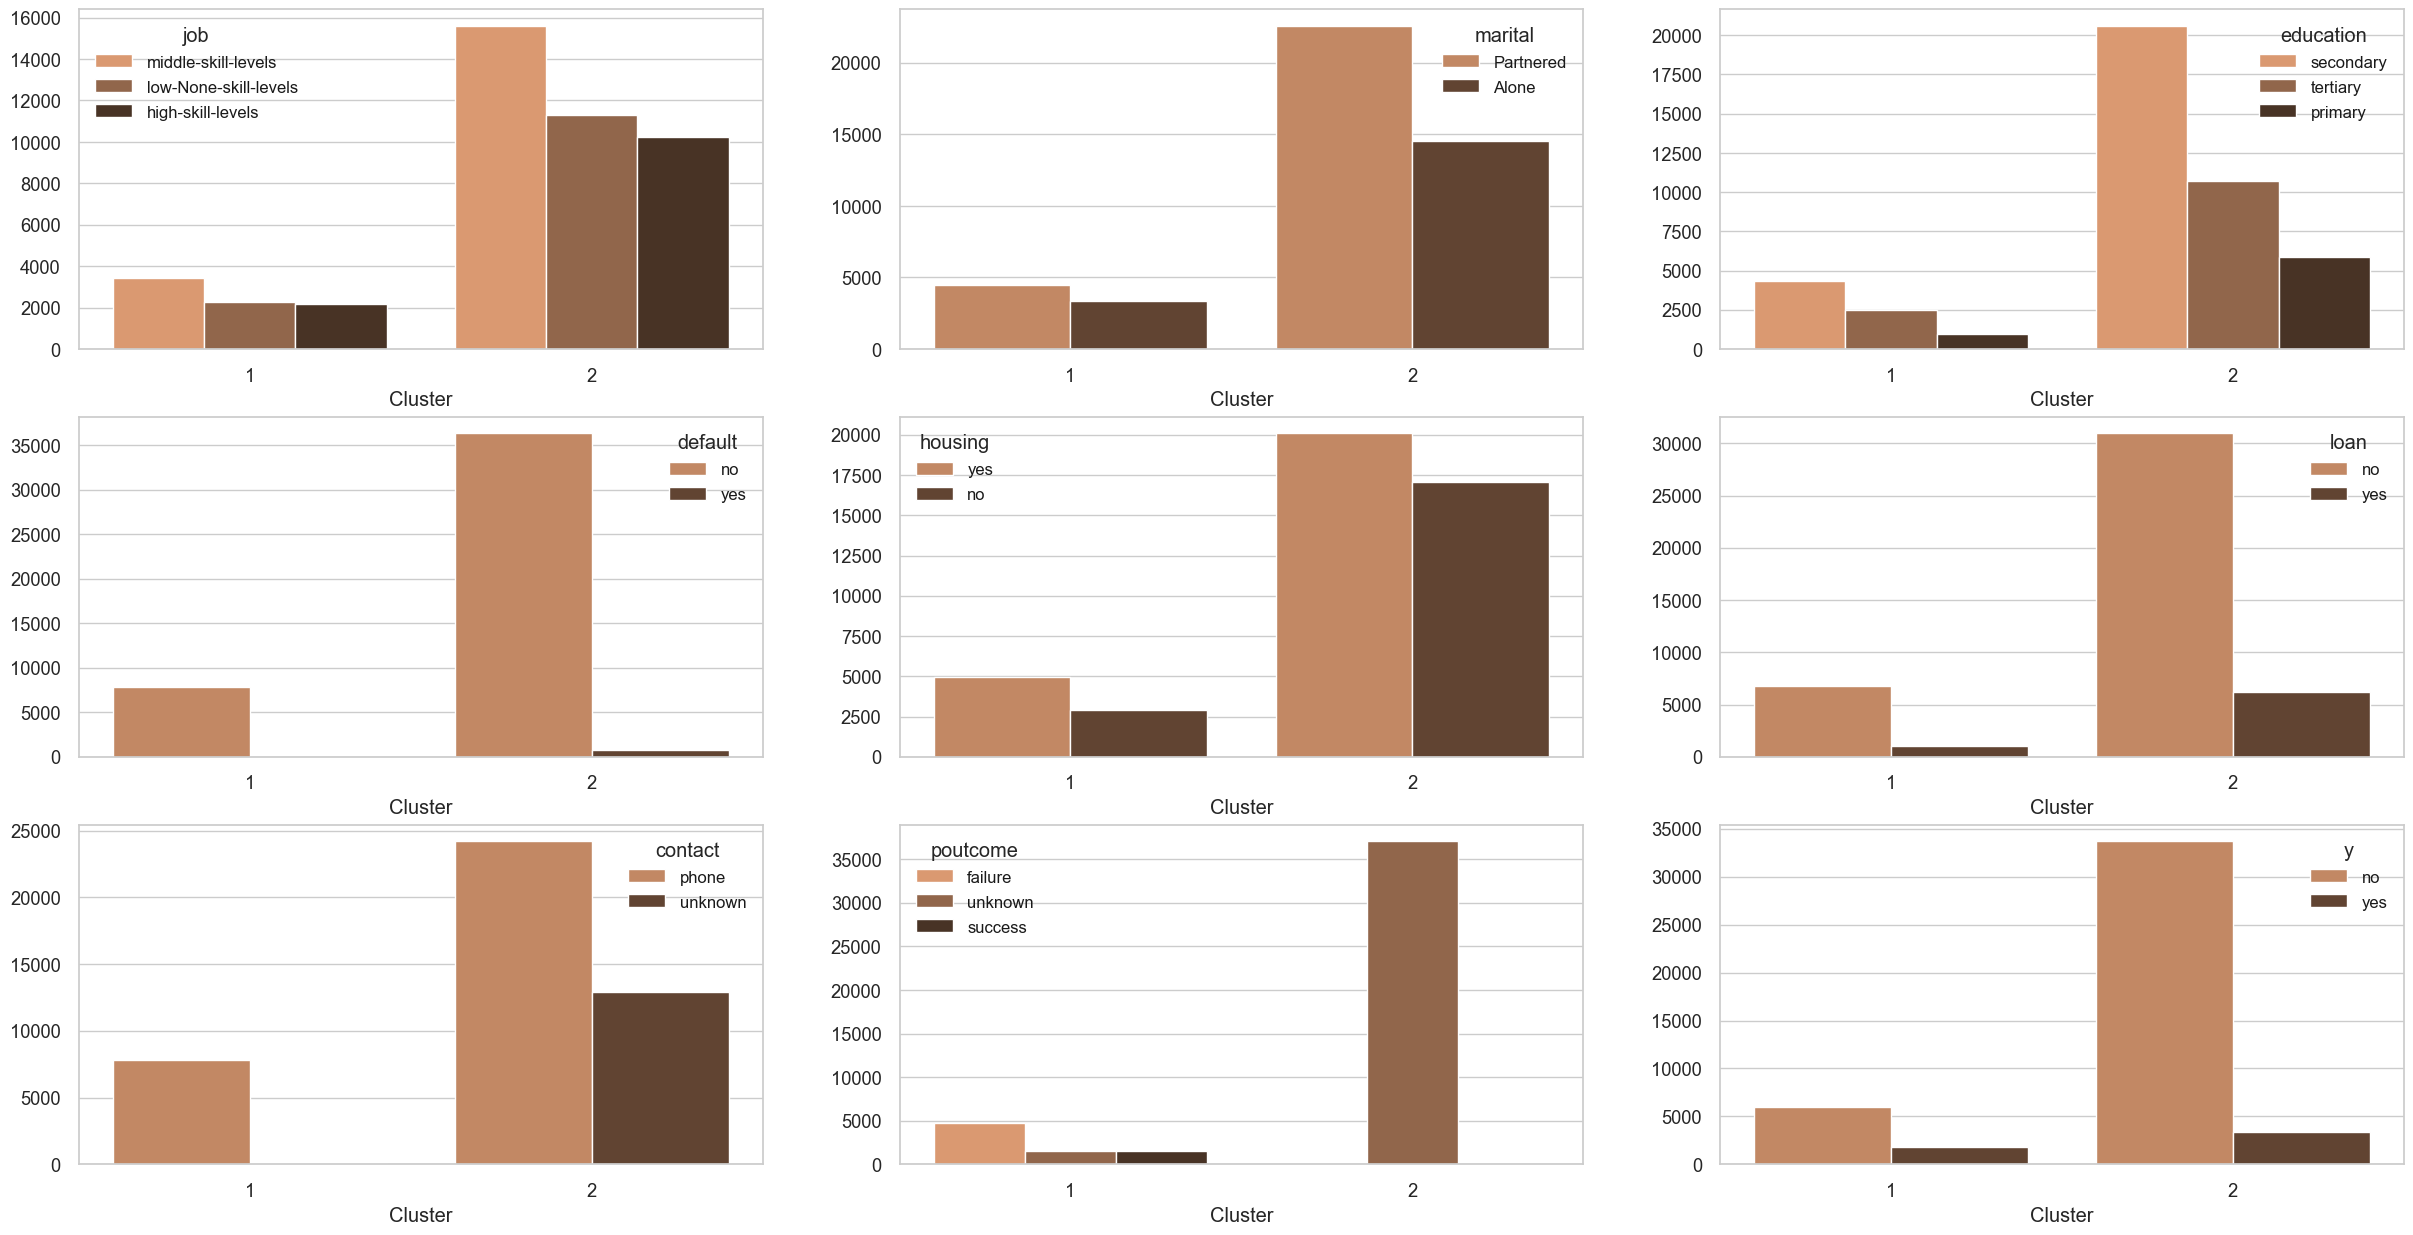 job
middle-skill-levels
low-None-skill-levels
high-skill-levels
16000
14000
12000
10000
8000
6000
4000
2000
0
1 2
Cluster
marital
Partnered
Alone
20000
15000
10000
5000
0
1 2
Cluster
education
secondary
tertiary
primary
20000
17500
15000
12500
10000
7500
5000
2500
0
1 2
Cluster
default
no
yes
35000
30000
25000
20000
15000
10000
5000
0
1 2
Cluster
housing
yes
no
20000
17500
15000
12500
10000
7500
5000
2500
0
1 2
Cluster
loan
no
yes
30000
25000
20000
15000
10000
5000
0
1 2
Cluster
contact
phone
unknown
25000
20000
15000
10000
5000
0
1 2
Cluster
poutcome
failure
unknown
success
35000
30000
25000
20000
15000
10000
5000
0
1 2
Cluster
y
no
yes
35000
30000
25000
20000
15000
10000
5000
0
1 2
Cluster